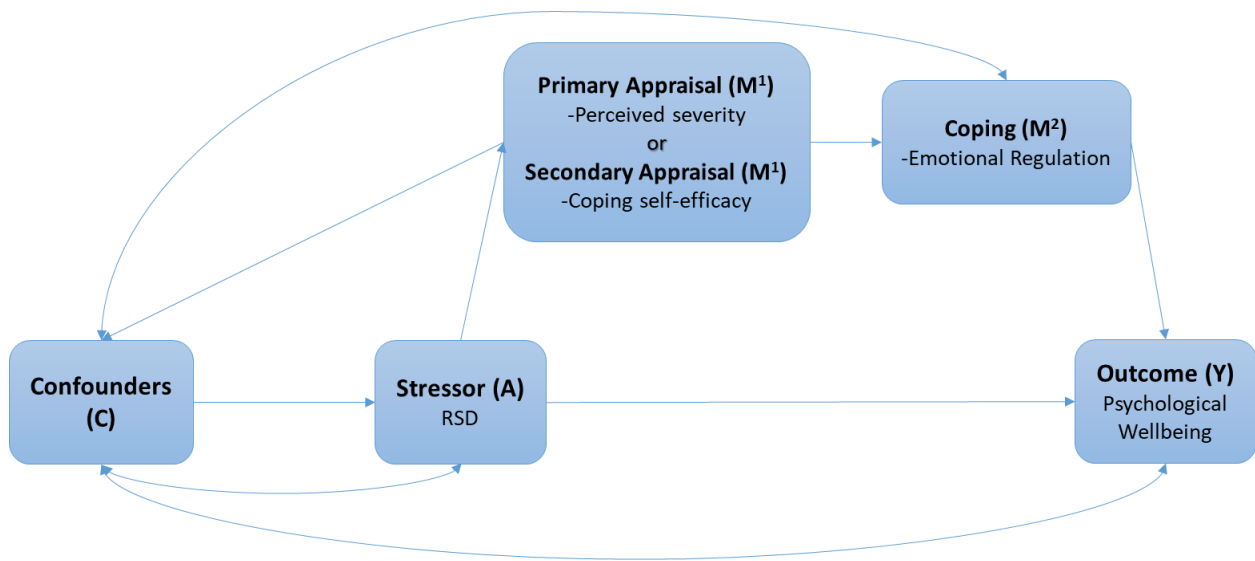 Primary Appraisal (M¹)
-Perceived severity
or
Secondary Appraisal (M¹)
-Coping self-efficacy
Coping (M²)
-Emotional Regulation
Confounders
(C)
Stressor (A)
RSD
Outcome (Y)
Psychological
Wellbeing